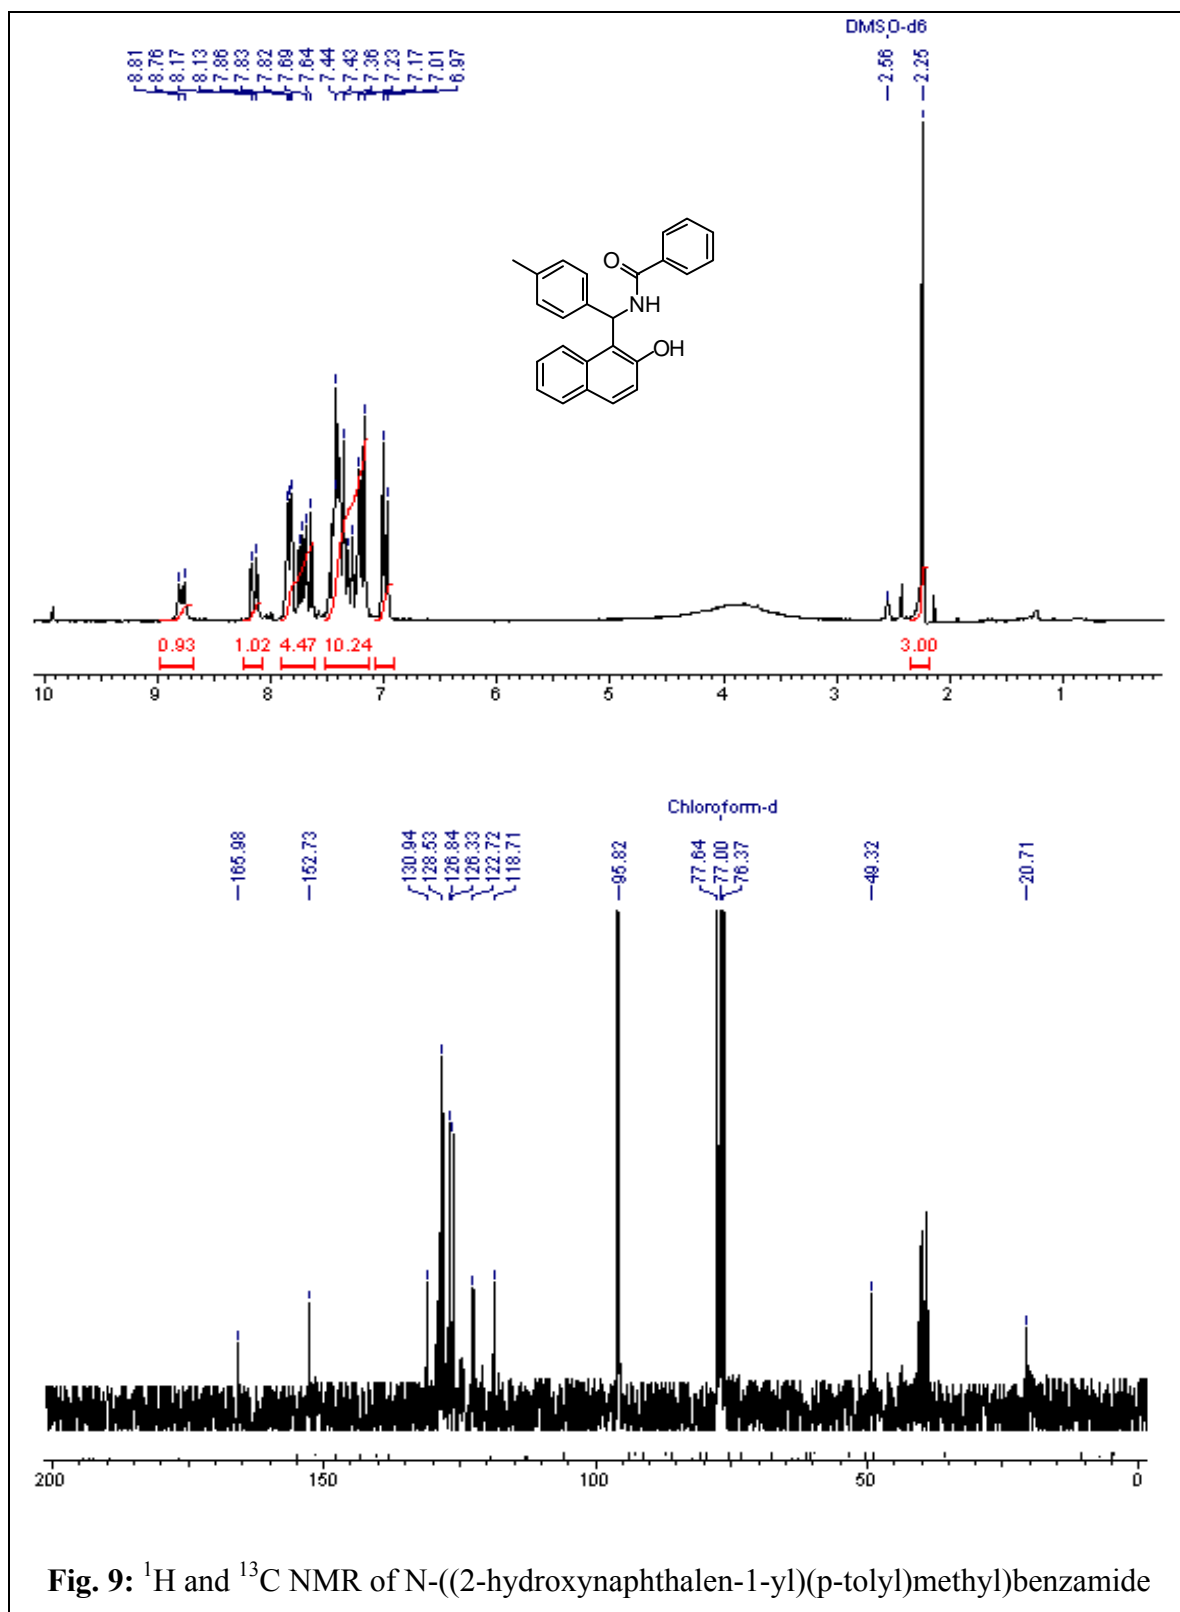 DMSO-d6
8.81 8.76 8.17 8.13 7.86 7.83 7.82 7.69 7.64 7.44 7.43 7.36 7.23 7.17 7.01 6.97 2.56 2.25
O
NH
OH
0.93 1.02 4.47 10.24 3.00
10 9 8 7 6 5 4 3 2 1
Chloroform-d
165.98 152.73 130.94 128.53 126.84 126.33 122.72 118.71 95.82 77.64 77.00 76.37 49.32 20.71
200 150 100 50 0
Fig. 9: ¹H and ¹³C NMR of N-((2-hydroxynaphthalen-1-yl)(p-tolyl)methyl)benzamide